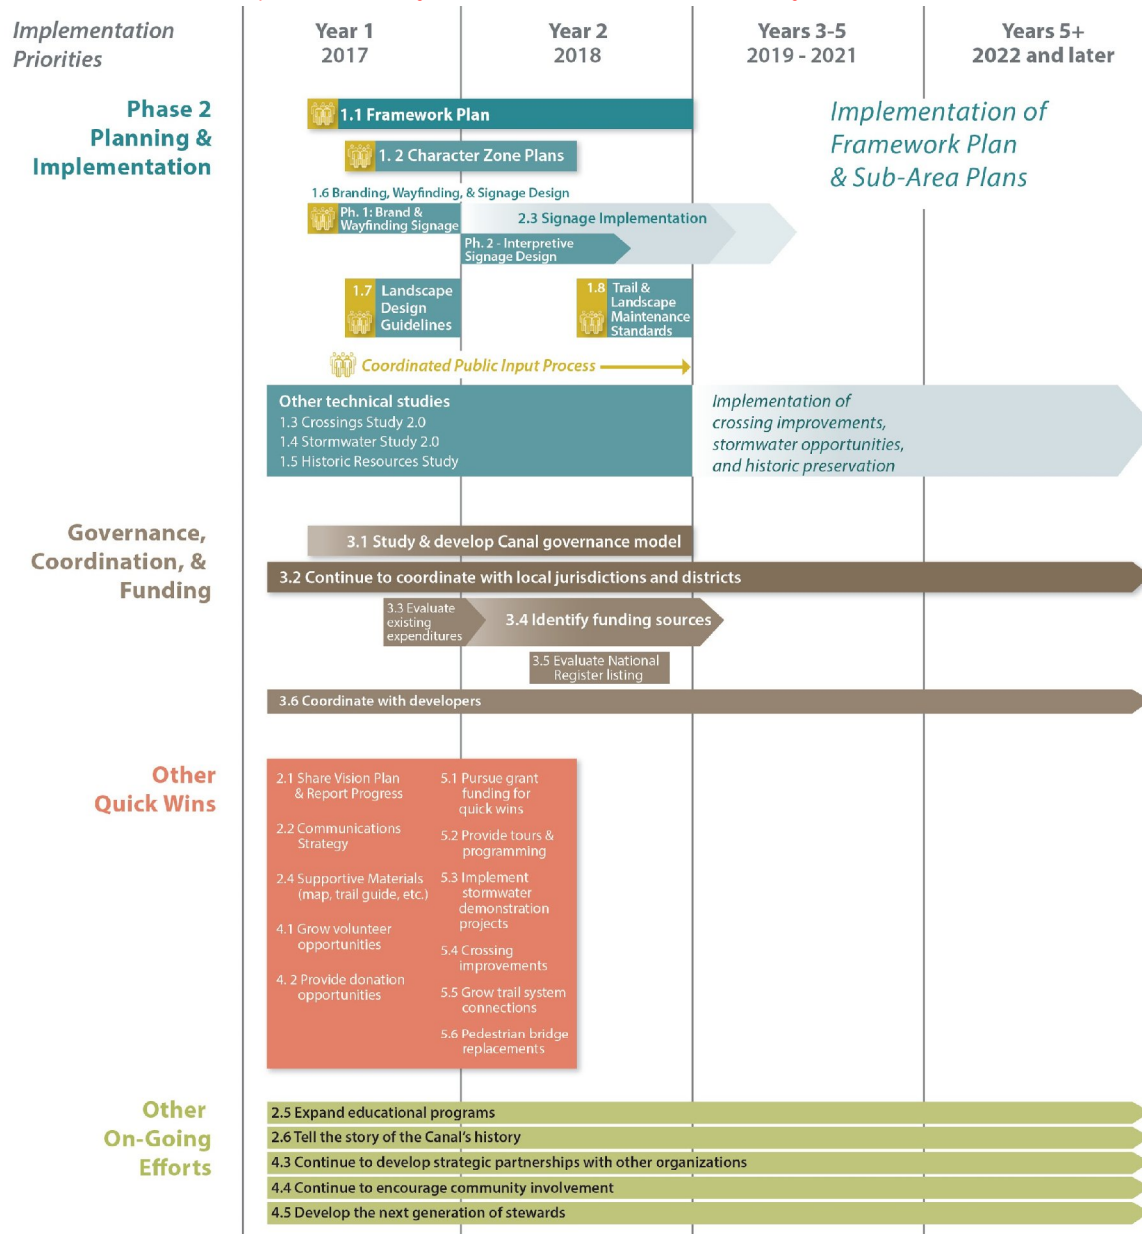 Implementation
Priorities
Year 1
2017
Year 2
2018
Years 3-5
2019 - 2021
Years 5+
2022 and later
Phase 2
Planning &
Implementation
1.1 Framework Plan
1. 2 Character Zone Plans
1.6 Branding, Wayfinding, & Signage Design
Ph. 1: Brand &
Wayfinding Signage
2.3 Signage Implementation
Ph. 2 - Interpretive
Signage Design
1.7 Landscape
Design
Guidelines
1.8 Trail &
Landscape
Maintenance
Standards
Implementation of
Framework Plan
& Sub-Area Plans
Coordinated Public Input Process
Other technical studies
1.3 Crossings Study 2.0
1.4 Stormwater Study 2.0
1.5 Historic Resources Study
Implementation of
crossing improvements,
stormwater opportunities,
and historic preservation
Governance,
Coordination, &
Funding
3.1 Study & develop Canal governance model
3.2 Continue to coordinate with local jurisdictions and districts
3.3 Evaluate
existing
expenditures
3.4 Identify funding sources
3.5 Evaluate National
Register listing
3.6 Coordinate with developers
Other
Quick Wins
2.1 Share Vision Plan
& Report Progress
2.2 Communications
Strategy
2.4 Supportive Materials
(map, trail guide, etc.)
4.1 Grow volunteer
opportunities
4. 2 Provide donation
opportunities
5.1 Pursue grant
funding for
quick wins
5.2 Provide tours &
programming
5.3 Implement
stormwater
demonstration
projects
5.4 Crossing
improvements
5.5 Grow trail system
connections
5.6 Pedestrian bridge
replacements
Other
On-Going
Efforts
2.5 Expand educational programs
2.6 Tell the story of the Canal's history
4.3 Continue to develop strategic partnerships with other organizations
4.4 Continue to encourage community involvement
4.5 Develop the next generation of stewards